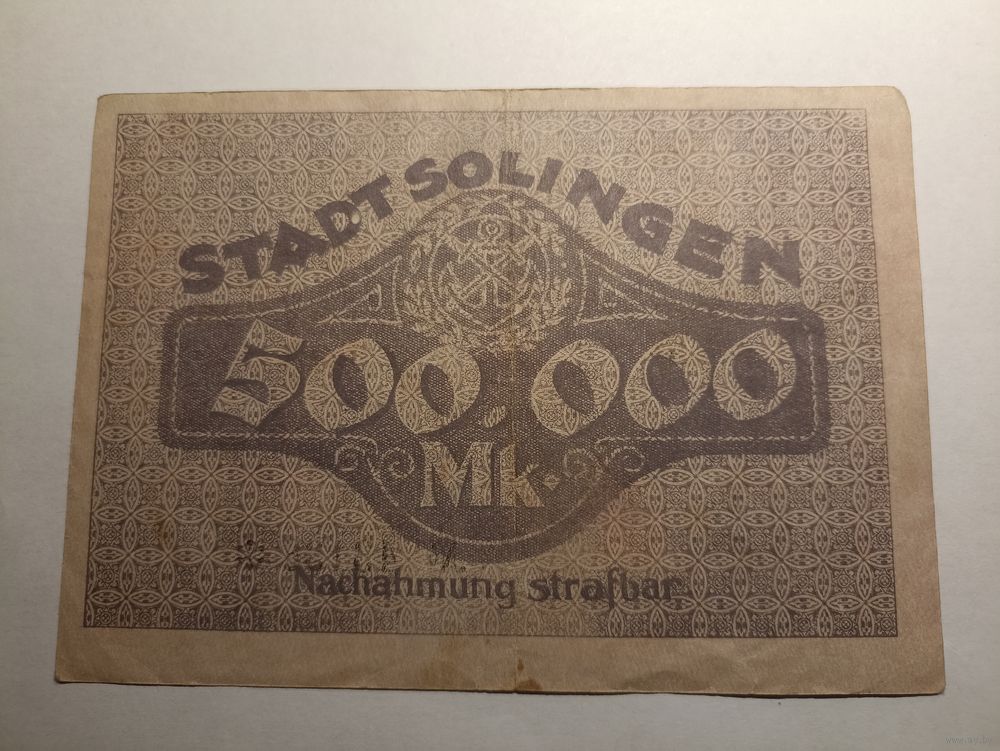 STADT SOLINGEN
500.000
Mk.
Nachahmung strafbar